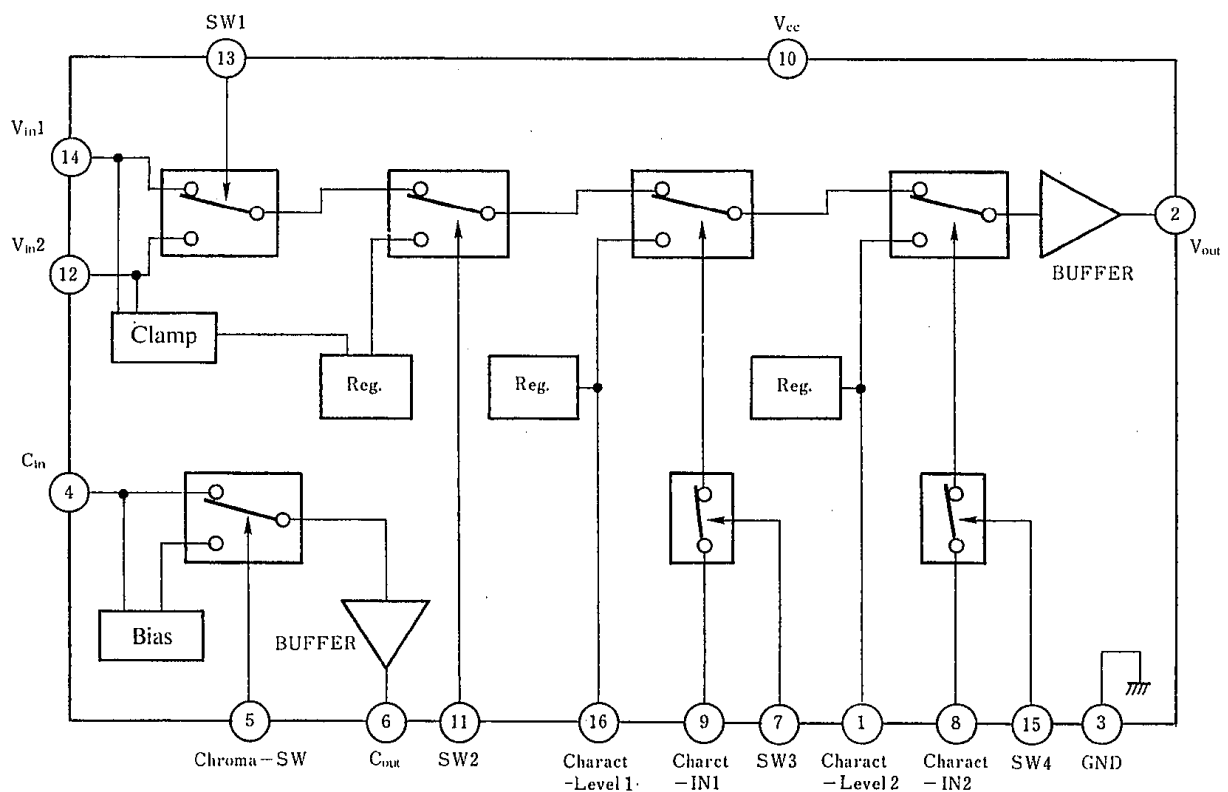 SW1
13
Vcc
10
Vin1
14
Vin2
12
2
Vout
BUFFER
Clamp
Reg.
Reg.
Reg.
Cin
4
Bias
BUFFER
5
6
11
16
9
7
1
8
15
3
Chroma-SW
Cout
SW2
Charact
-Level 1
Charct
-IN1
SW3
Charact
-Level 2
Charact
-IN2
SW4
GND